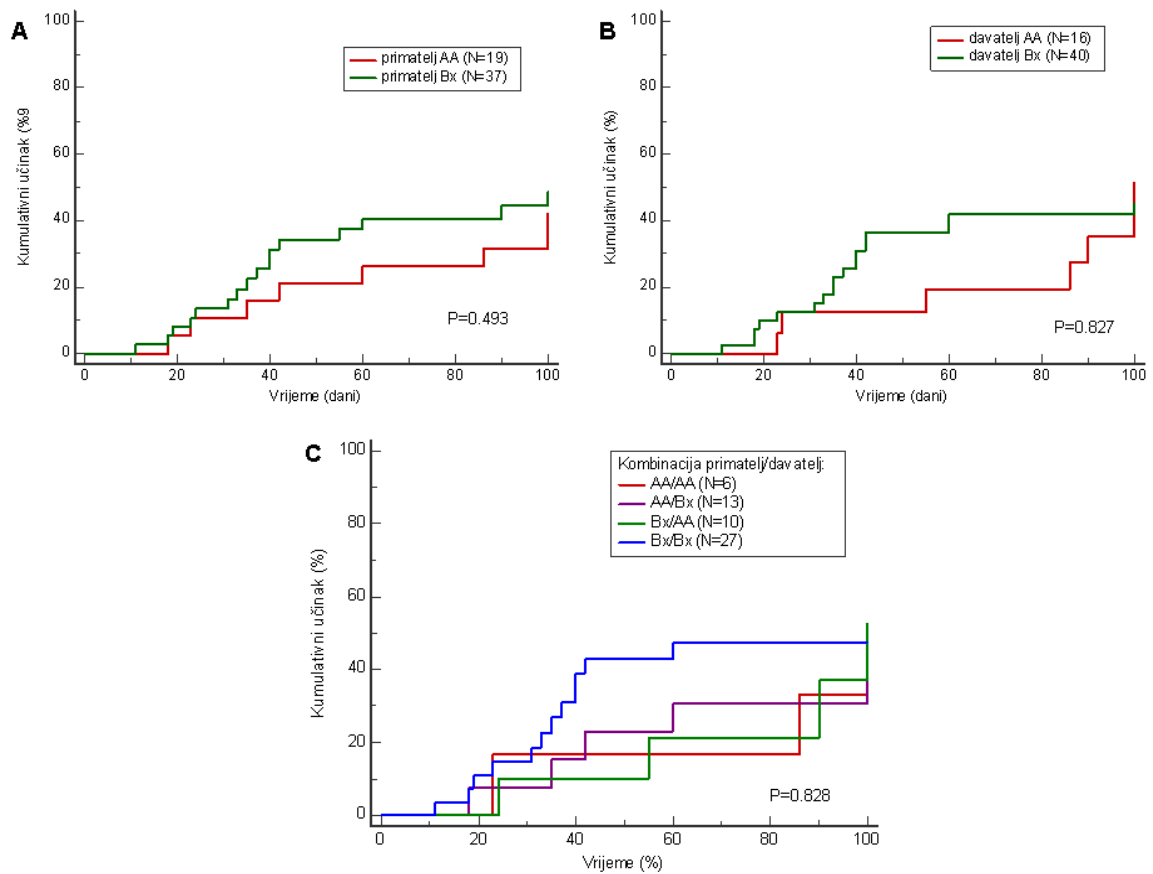 A
Kumulativni učinak (%9
100
80
60
40
20
0
primatelj AA (N=19)
primatelj Bx (N=37)
P=0.493
0 20 40 60 80 100
Vrijeme (dani)
B
Kumulativni učinak (%)
100
80
60
40
20
0
davatelj AA (N=16)
davatelj Bx (N=40)
P=0.827
0 20 40 60 80 100
Vrijeme (dani)
C
Kumulativni učinak (%)
100
80
60
40
20
0
Kombinacija primatelj/davatelj:
AA/AA (N=6)
AA/Bx (N=13)
Bx/AA (N=10)
Bx/Bx (N=27)
P=0.828
0 20 40 60 80 100
Vrijeme (%)